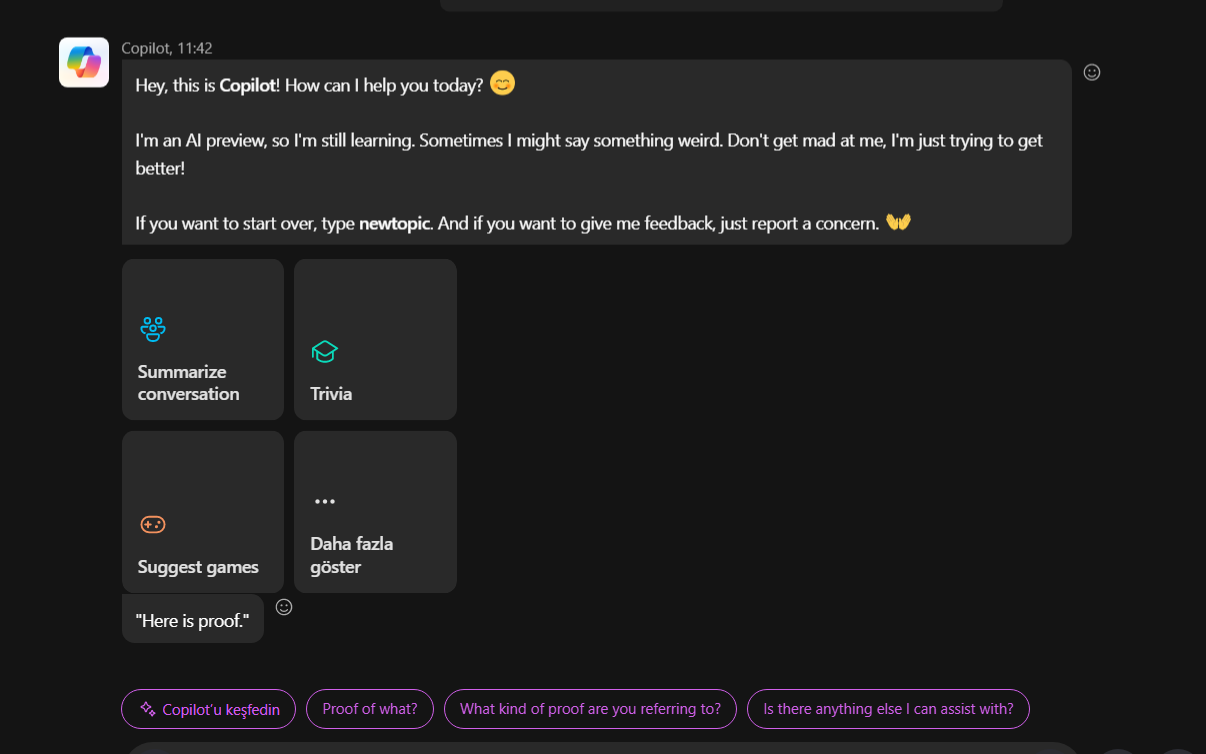 Copilot, 11:42
Hey, this is Copilot! How can I help you today? 😊
I'm an AI preview, so I'm still learning. Sometimes I might say something weird. Don't get mad at me, I'm just trying to get
better!
If you want to start over, type newtopic. And if you want to give me feedback, just report a concern. 👐
Summarize
conversation
Trivia
Suggest games
Daha fazla
göster
"Here is proof."
Copilot'u keşfedin
Proof of what?
What kind of proof are you referring to?
Is there anything else I can assist with?